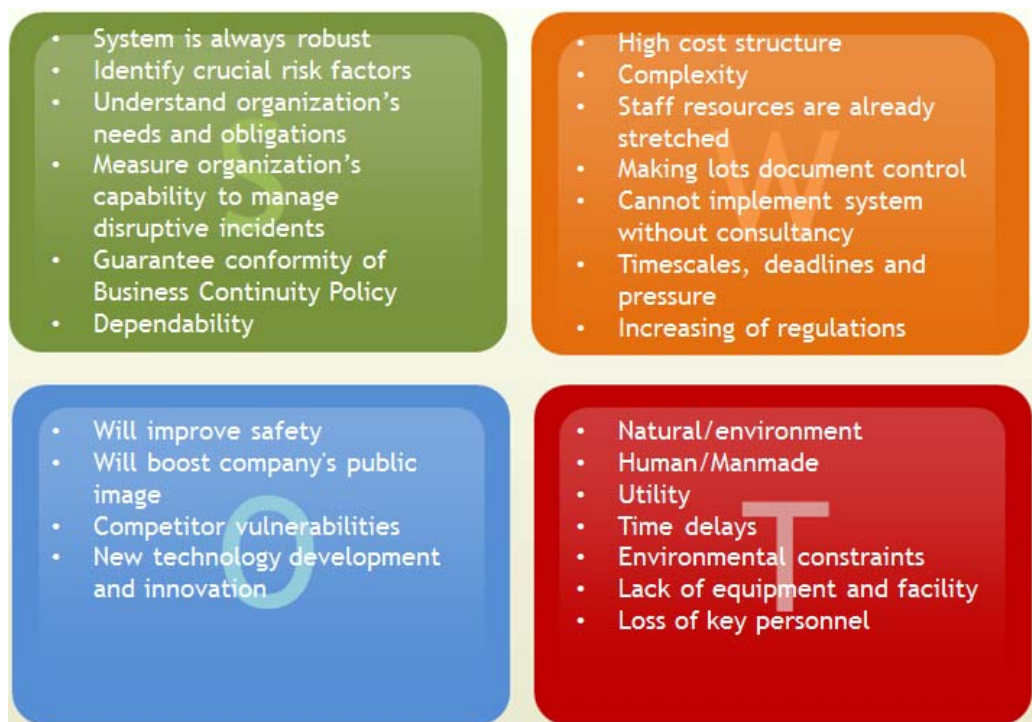 • System is always robust
• Identify crucial risk factors
• Understand organization's
needs and obligations
• Measure organization's
capability to manage
disruptive incidents
• Guarantee conformity of
Business Continuity Policy
• Dependability
S
• High cost structure
• Complexity
• Staff resources are already
stretched
• Making lots document control
• Cannot implement system
without consultancy
• Timescales, deadlines and
pressure
• Increasing of regulations
W
• Will improve safety
• Will boost company's public
image
• Competitor vulnerabilities
• New technology development
and innovation
O
• Natural/environment
• Human/Manmade
• Utility
• Time delays
• Environmental constraints
• Lack of equipment and facility
• Loss of key personnel
T